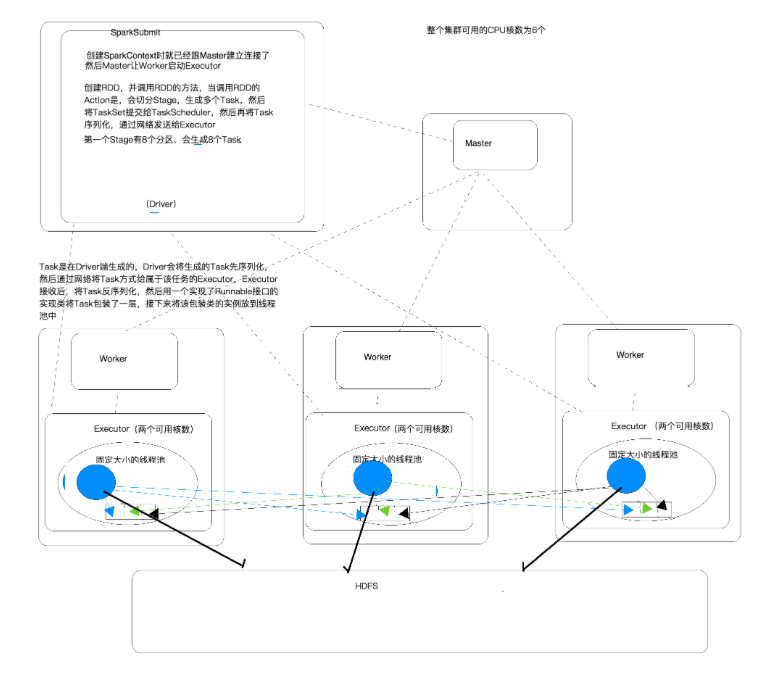 SparkSubmit
整个集群可用的CPU核数为6个
创建SparkContext时就已经跟Master建立连接了
然后Master让Worker启动Executor
创建RDD，并调用RDD的方法，当调用RDD的
Action是，会切分Stage，生成多个Task，然后
将TaskSet提交给TaskScheduler，然后再将Task
序列化，通过网络发送给Executor
第一个Stage有8个分区，会生成8个Task
Master
（Driver）
Task是在Driver端生成的，Driver会将生成的Task先序列化，
然后通过网络将Task方式给属于该任务的Executor，Executor
接收后，将Task反序列化，然后用一个实现了Runnable接口的
实现类将Task包装了一层，接下来将该包装类的实例放到线程
池中
Worker
Worker
Worker
Executor（两个可用核数）
Executor（两个可用核数）
Executor （两个可用核数）
固定大小的线程池
固定大小的线程池
固定大小的线程池
HDFS